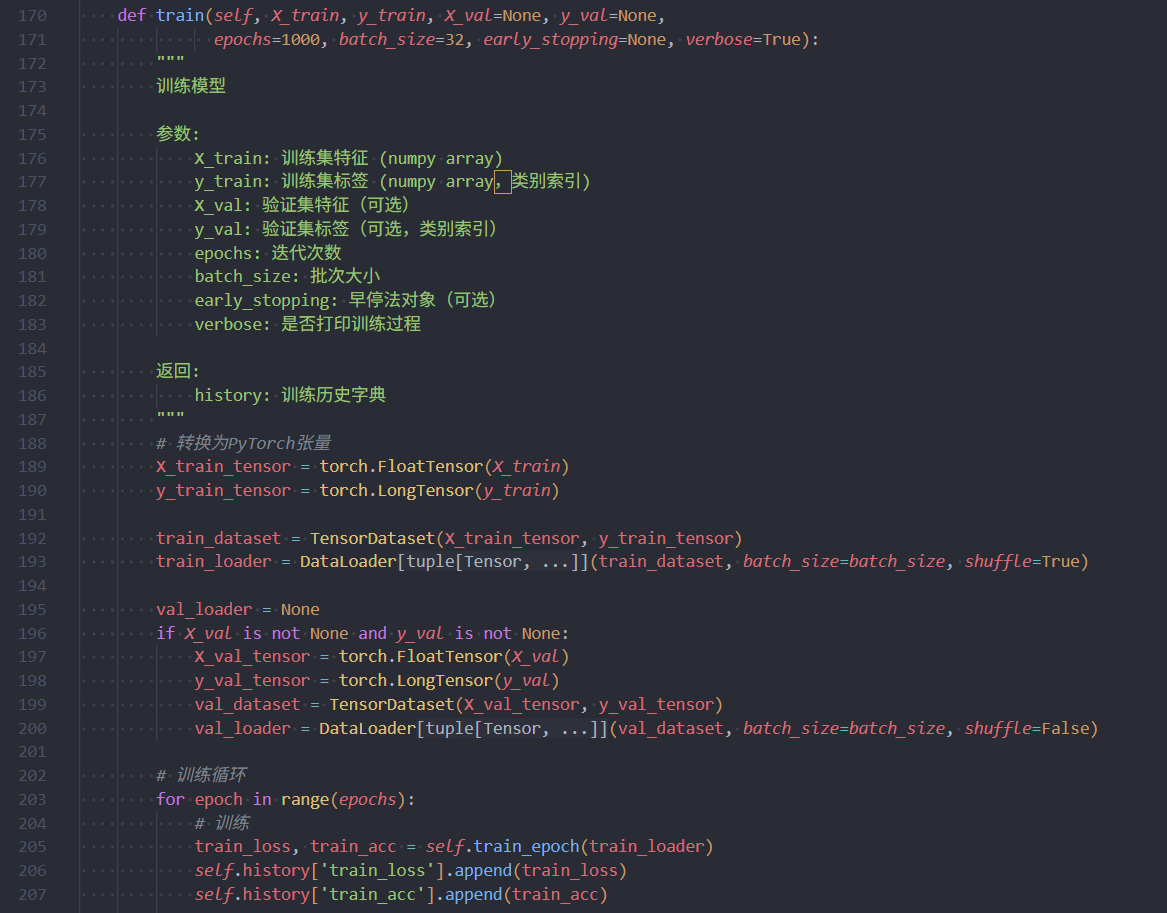 170 def train(self, X_train, y_train, X_val=None, y_val=None,
171 epochs=1000, batch_size=32, early_stopping=None, verbose=True):
172 """
173 训练模型
174
175 参数:
176 X_train: 训练集特征 (numpy array)
177 y_train: 训练集标签 (numpy array，类别索引)
178 X_val: 验证集特征（可选）
179 y_val: 验证集标签（可选，类别索引）
180 epochs: 迭代次数
181 batch_size: 批次大小
182 early_stopping: 早停法对象（可选）
183 verbose: 是否打印训练过程
184
185 返回:
186 history: 训练历史字典
187 """
188 # 转换为PyTorch张量
189 X_train_tensor = torch.FloatTensor(X_train)
190 y_train_tensor = torch.LongTensor(y_train)
191
192 train_dataset = TensorDataset(X_train_tensor, y_train_tensor)
193 train_loader = DataLoader[tuple[Tensor, ...]](train_dataset, batch_size=batch_size, shuffle=True)
194
195 val_loader = None
196 if X_val is not None and y_val is not None:
197 X_val_tensor = torch.FloatTensor(X_val)
198 y_val_tensor = torch.LongTensor(y_val)
199 val_dataset = TensorDataset(X_val_tensor, y_val_tensor)
200 val_loader = DataLoader[tuple[Tensor, ...]](val_dataset, batch_size=batch_size, shuffle=False)
201
202 # 训练循环
203 for epoch in range(epochs):
204 # 训练
205 train_loss, train_acc = self.train_epoch(train_loader)
206 self.history['train_loss'].append(train_loss)
207 self.history['train_acc'].append(train_acc)